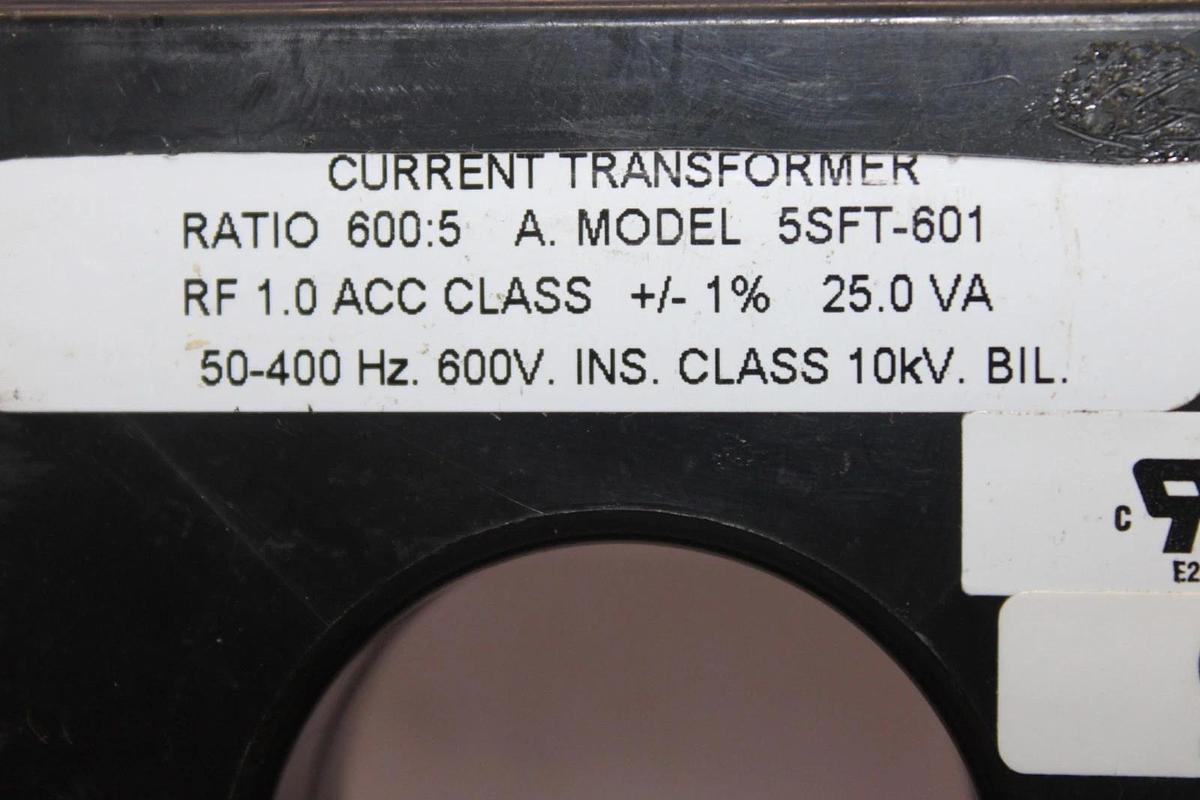 CURRENT TRANSFORMER
RATIO 600:5 A. MODEL 5SFT-601
RF 1.0 ACC CLASS +/- 1% 25.0 VA
50-400 Hz. 600V. INS. CLASS 10kV. BIL.
C